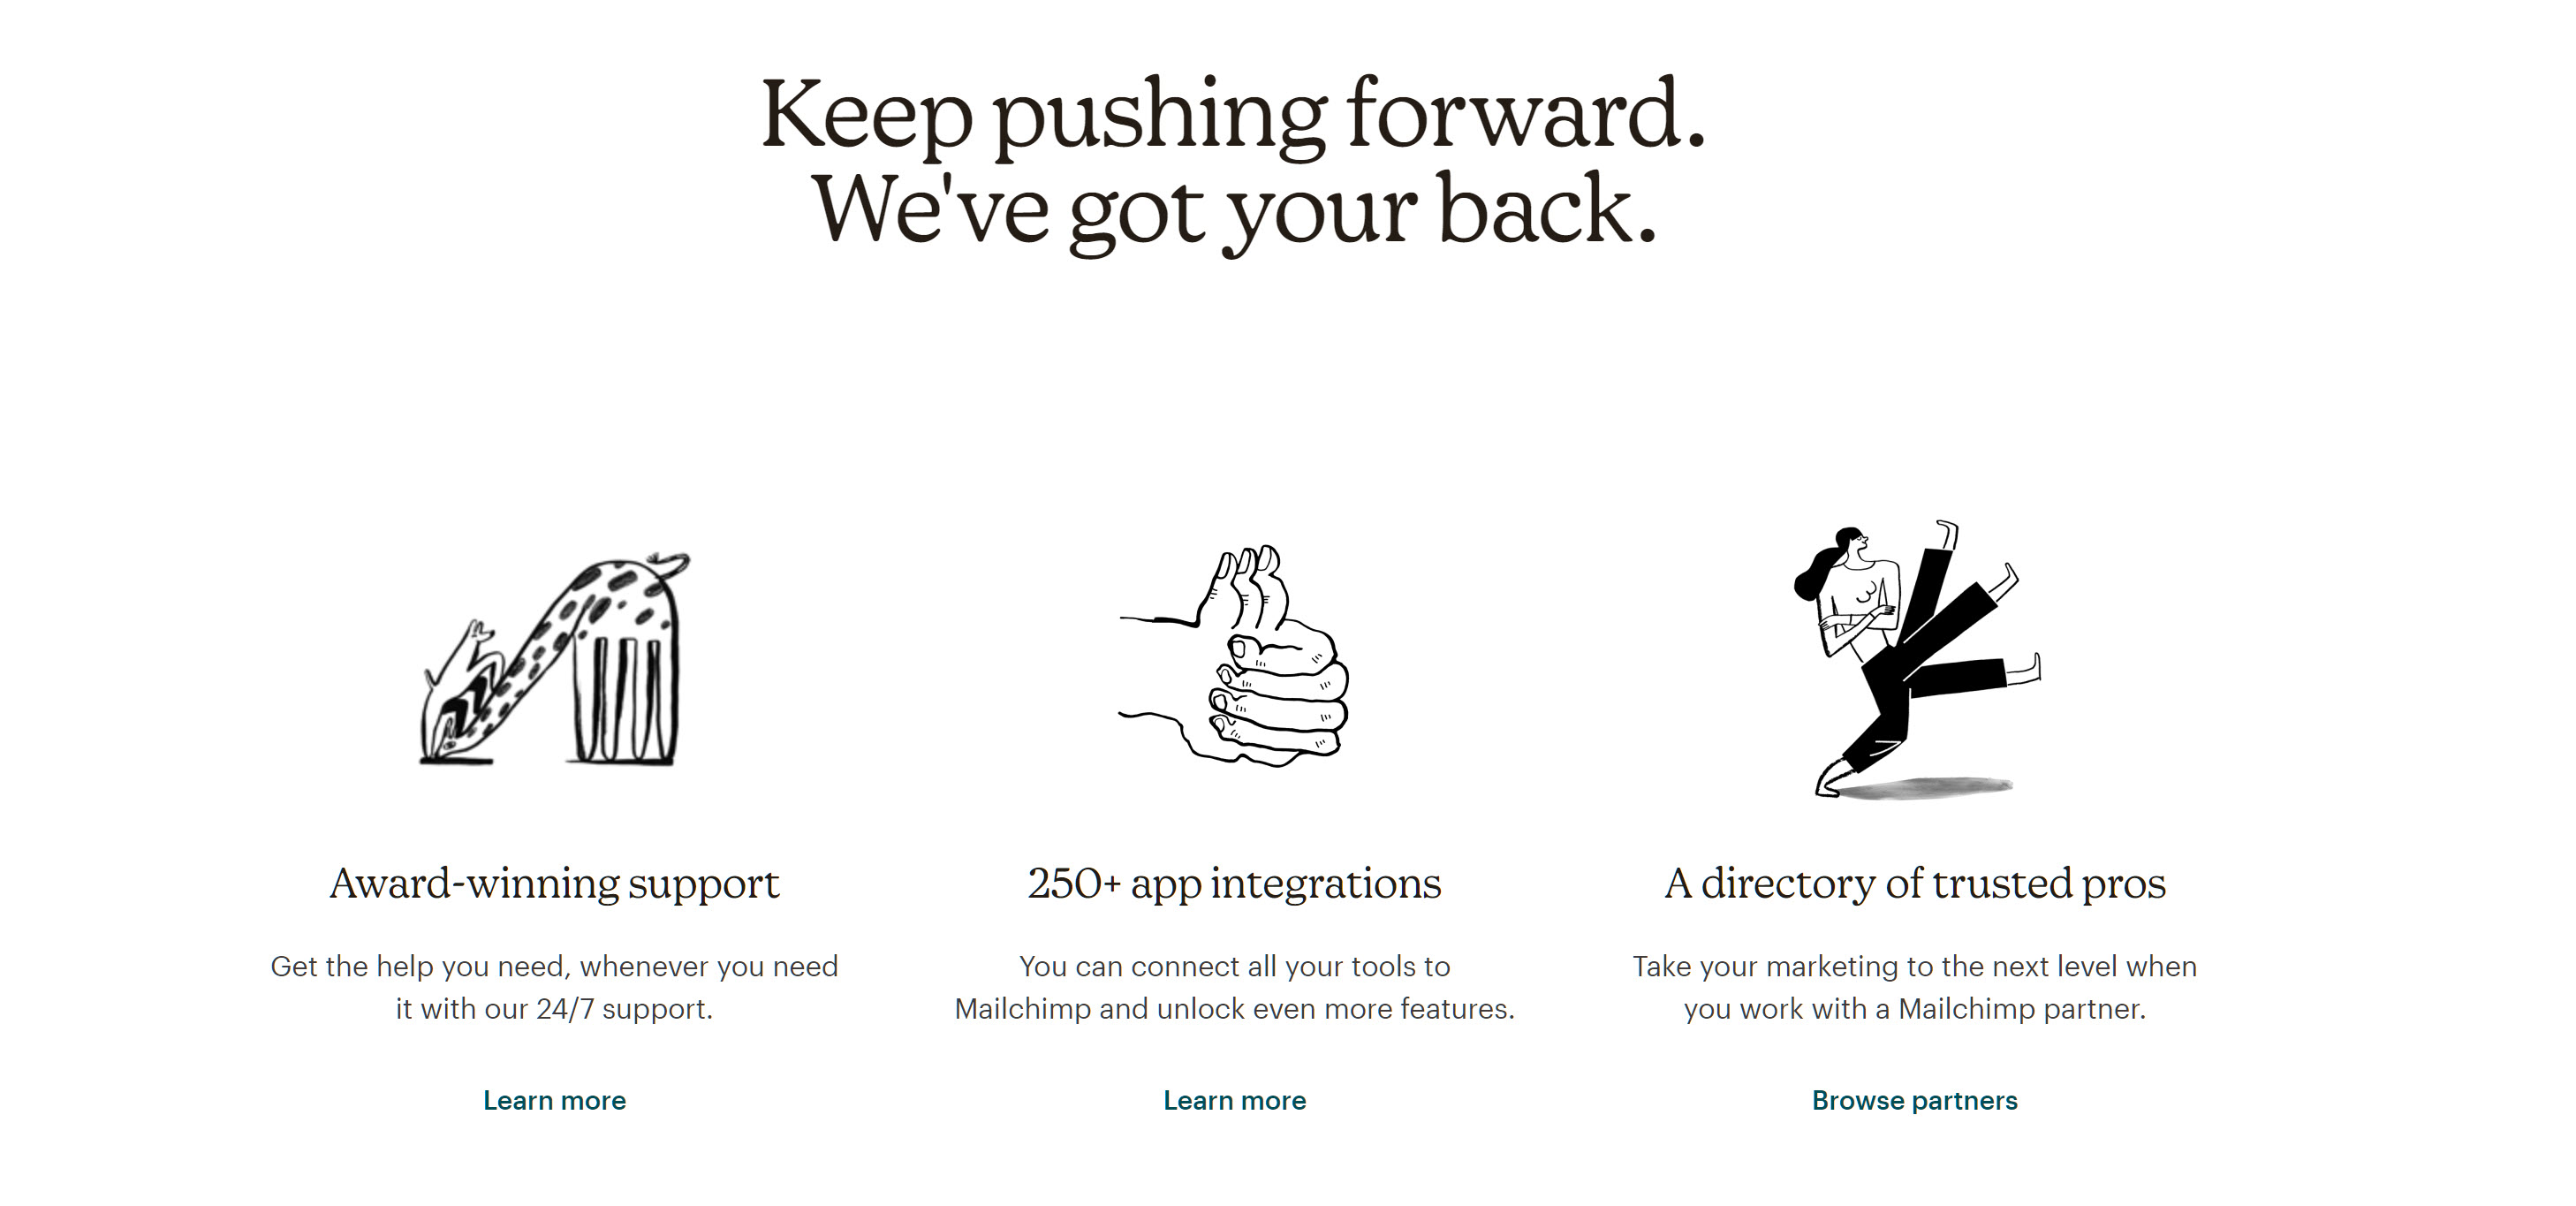 Keep pushing forward.
We've got your back.
Award-winning support
Get the help you need, whenever you need
it with our 24/7 support.
Learn more
250+ app integrations
You can connect all your tools to
Mailchimp and unlock even more features.
Learn more
A directory of trusted pros
Take your marketing to the next level when
you work with a Mailchimp partner.
Browse partners